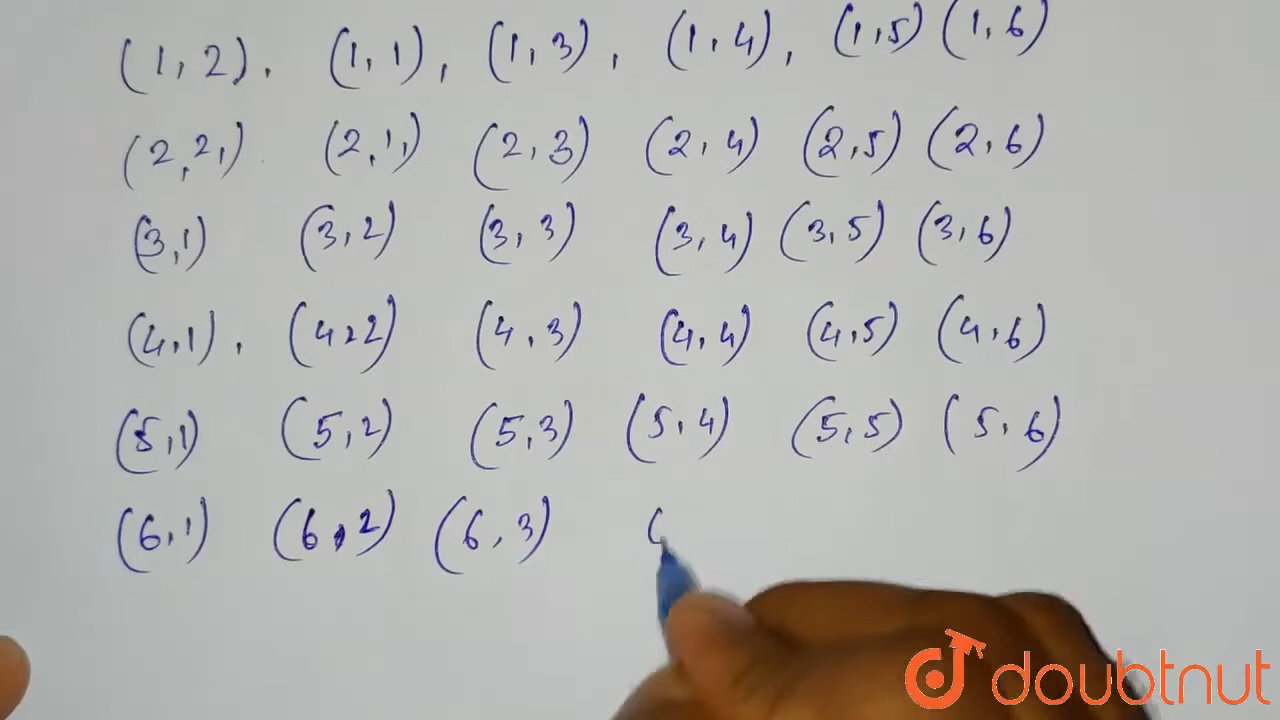 (1, 2). (1, 1), (1, 3), (1, 4), (1, 5) (1, 6)
(2, 2,) (2, 1,) (2, 3) (2, 4) (2, 5) (2, 6)
(3, 1) (3, 2) (3, 3) (3, 4) (3, 5) (3, 6)
(4, 1). (4, 2) (4, 3) (4, 4) (4, 5) (4, 6)
(5, 1) (5, 2) (5, 3) (5, 4) (5, 5) (5, 6)
(6, 1) (6, 2) (6, 3) (
doubtnut